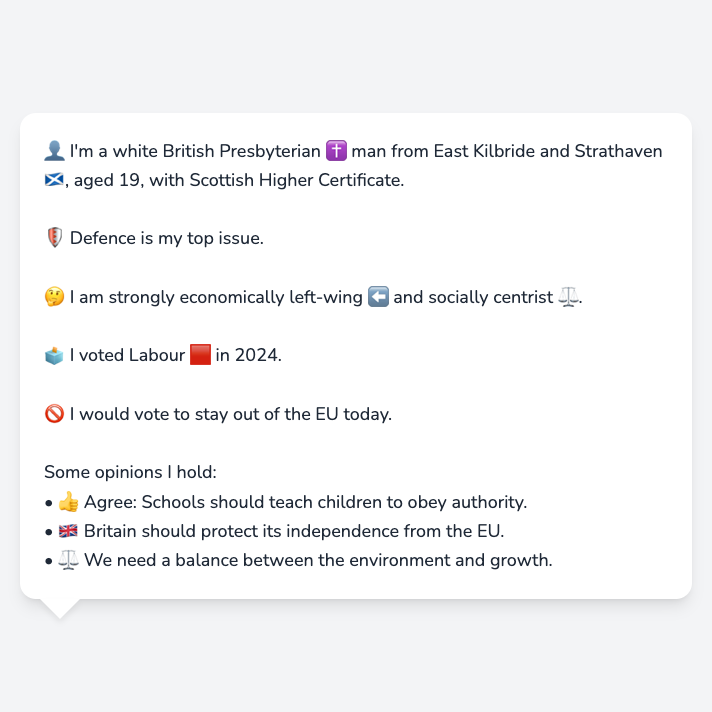 👤 I'm a white British Presbyterian ✝️ man from East Kilbride and Strathaven
🏴󠁧󠁢󠁳󠁣󠁴󠁿, aged 19, with Scottish Higher Certificate.
🛡️ Defence is my top issue.
🤔 I am strongly economically left-wing ⬅️ and socially centrist ⚖️.
🗳️ I voted Labour 🟥 in 2024.
🚫 I would vote to stay out of the EU today.
Some opinions I hold:
• 👍 Agree: Schools should teach children to obey authority.
• 🇬🇧 Britain should protect its independence from the EU.
• ⚖️ We need a balance between the environment and growth.